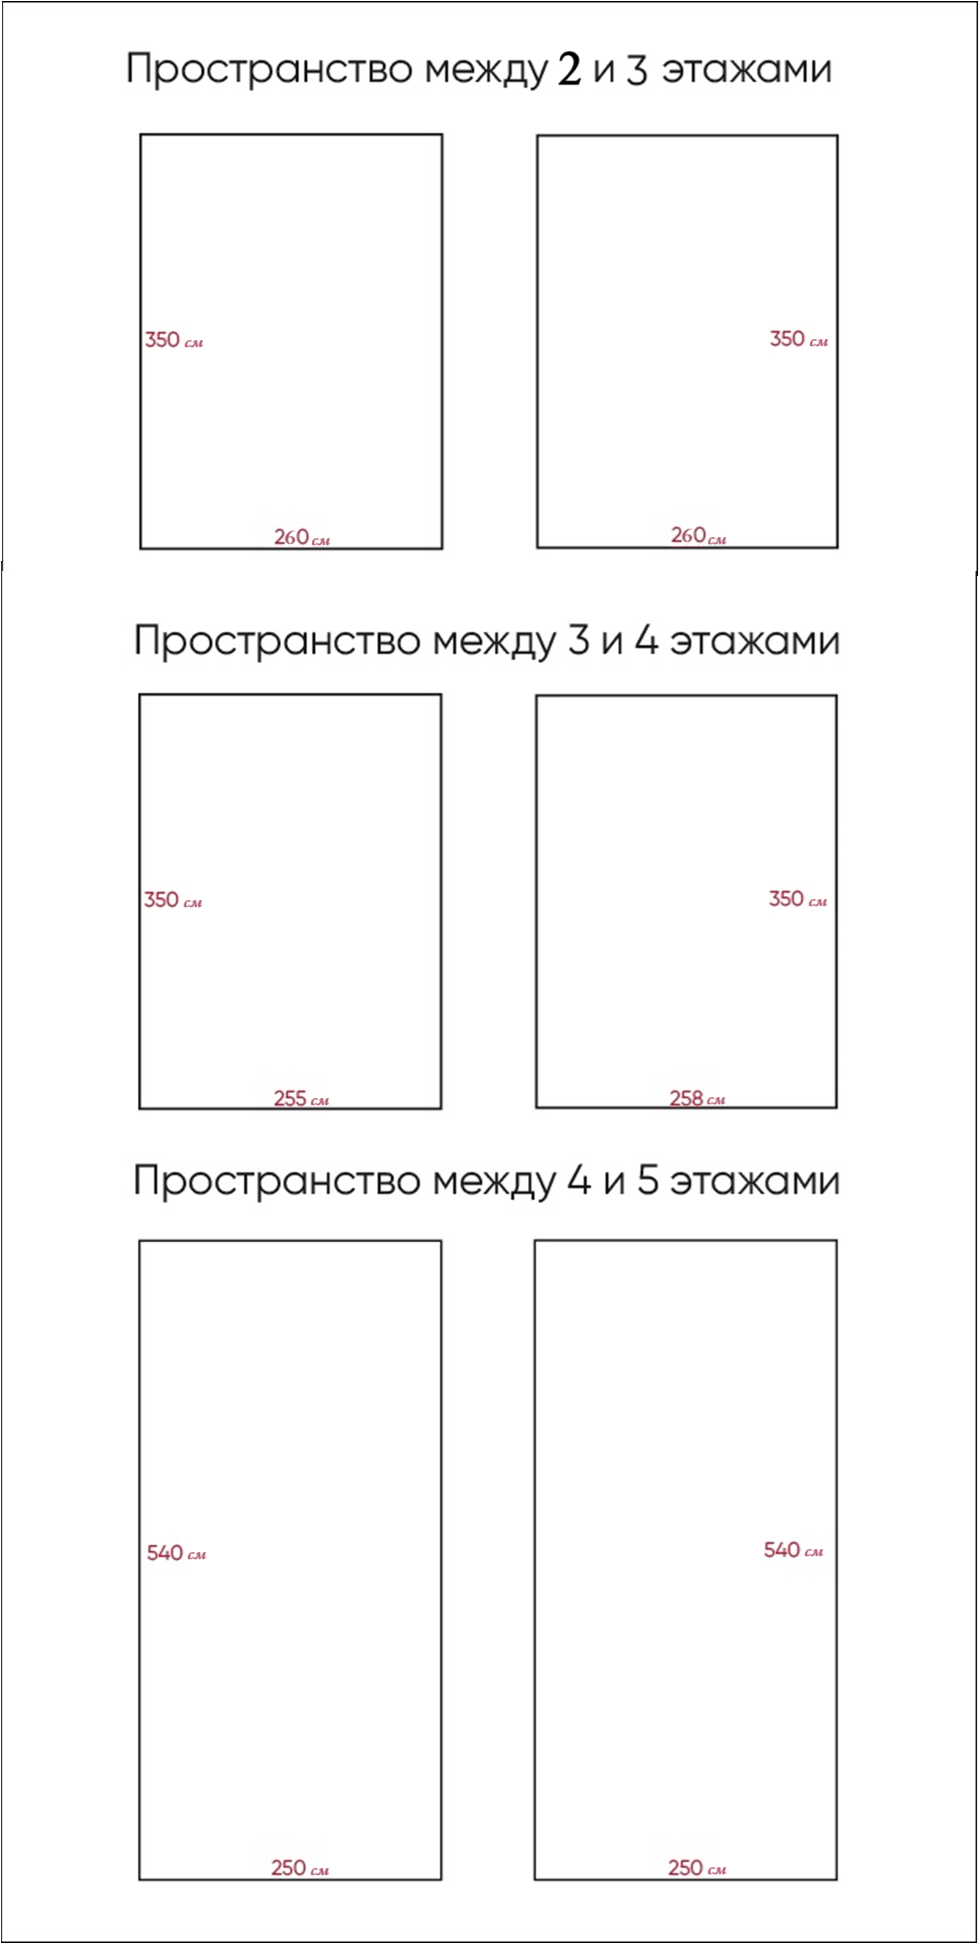 Пространство между 2 и 3 этажами
350 см
350 см
260 см
260 см
Пространство между 3 и 4 этажами
350 см
350 см
255 см
258 см
Пространство между 4 и 5 этажами
540 см
540 см
250 см
250 см